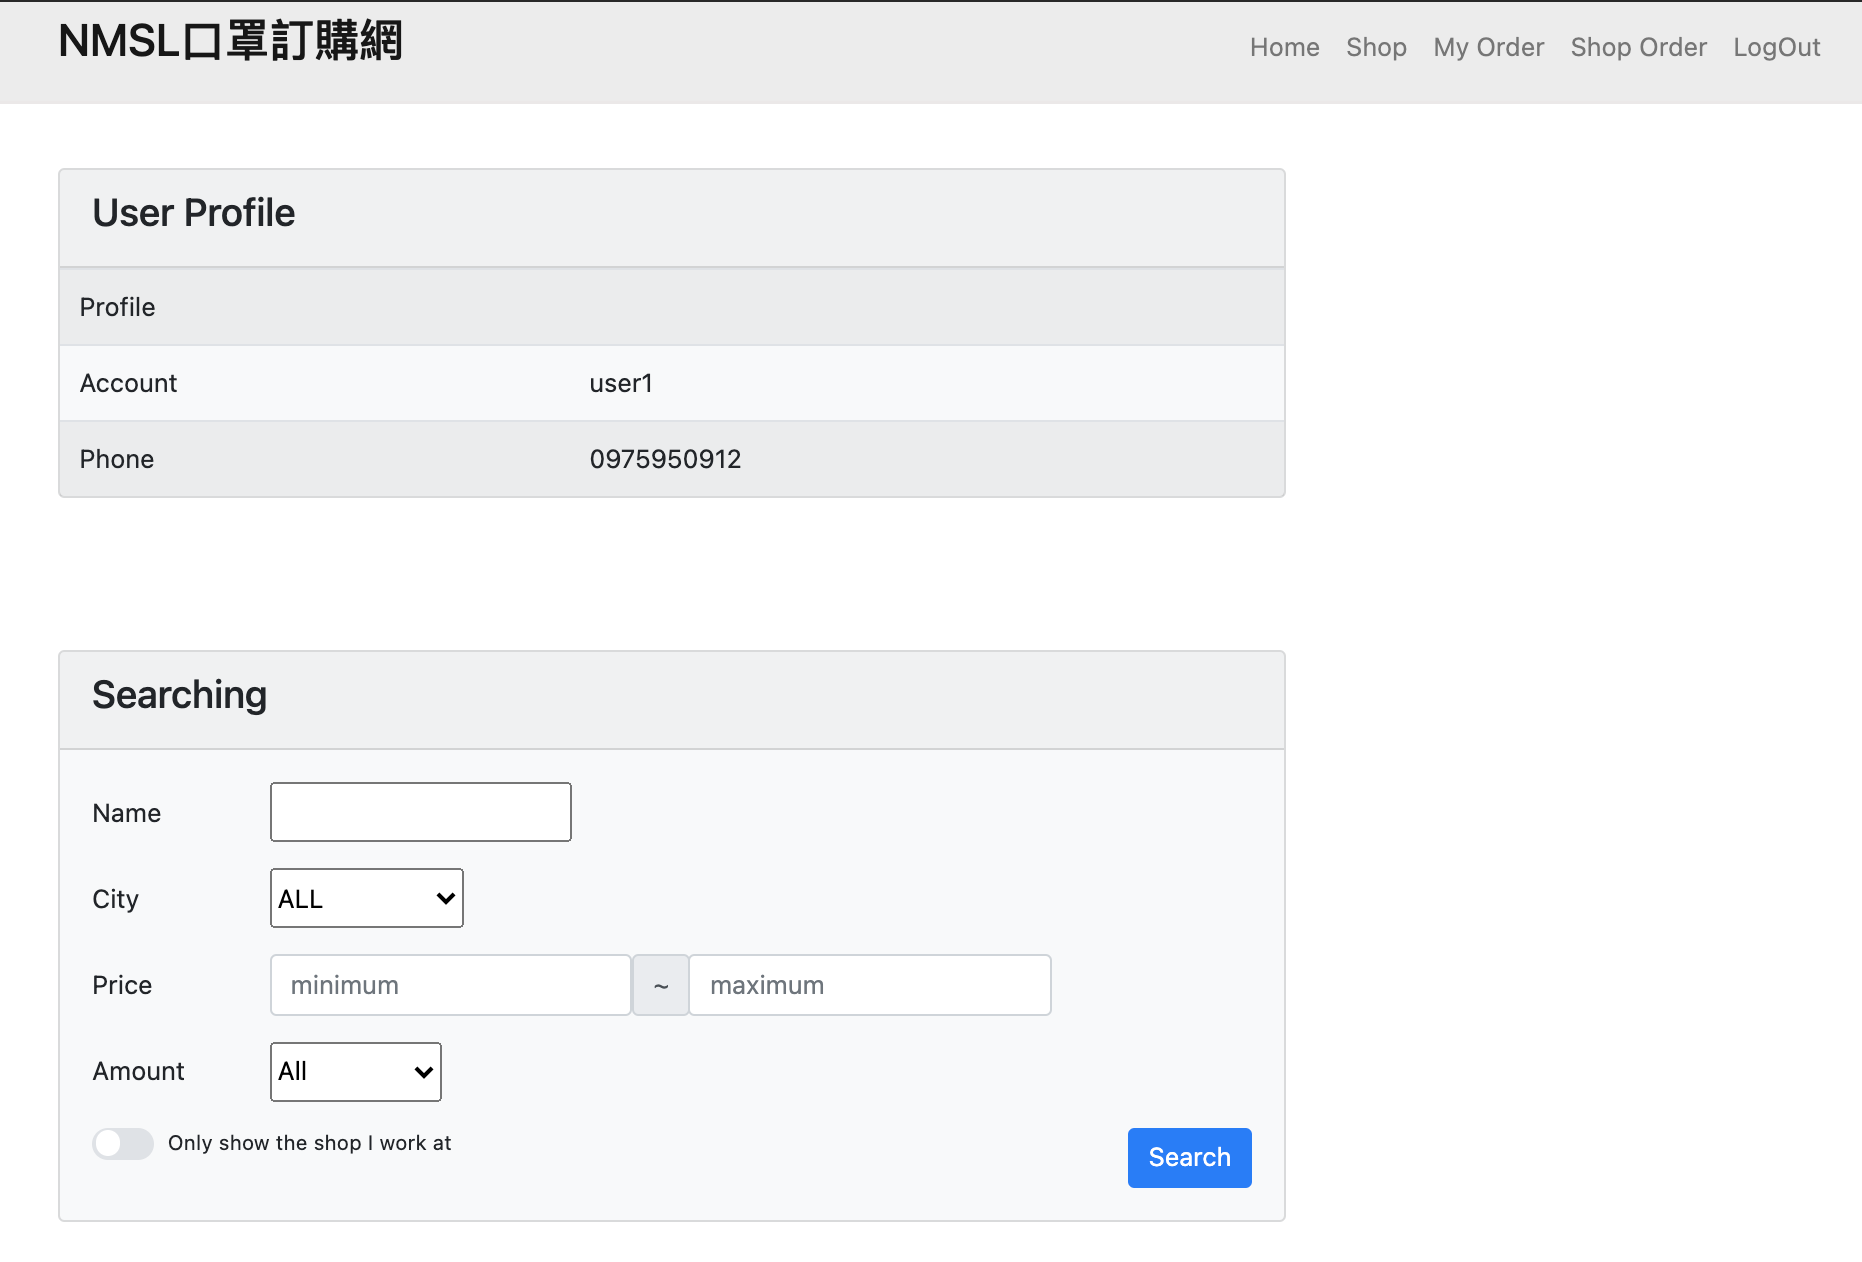 NMSL口罩訂購網
Home Shop My Order Shop Order LogOut
User Profile
Profile
Account user1
Phone 0975950912
Searching
Name
City ALL
Price minimum ~ maximum
Amount All
Only show the shop I work at
Search